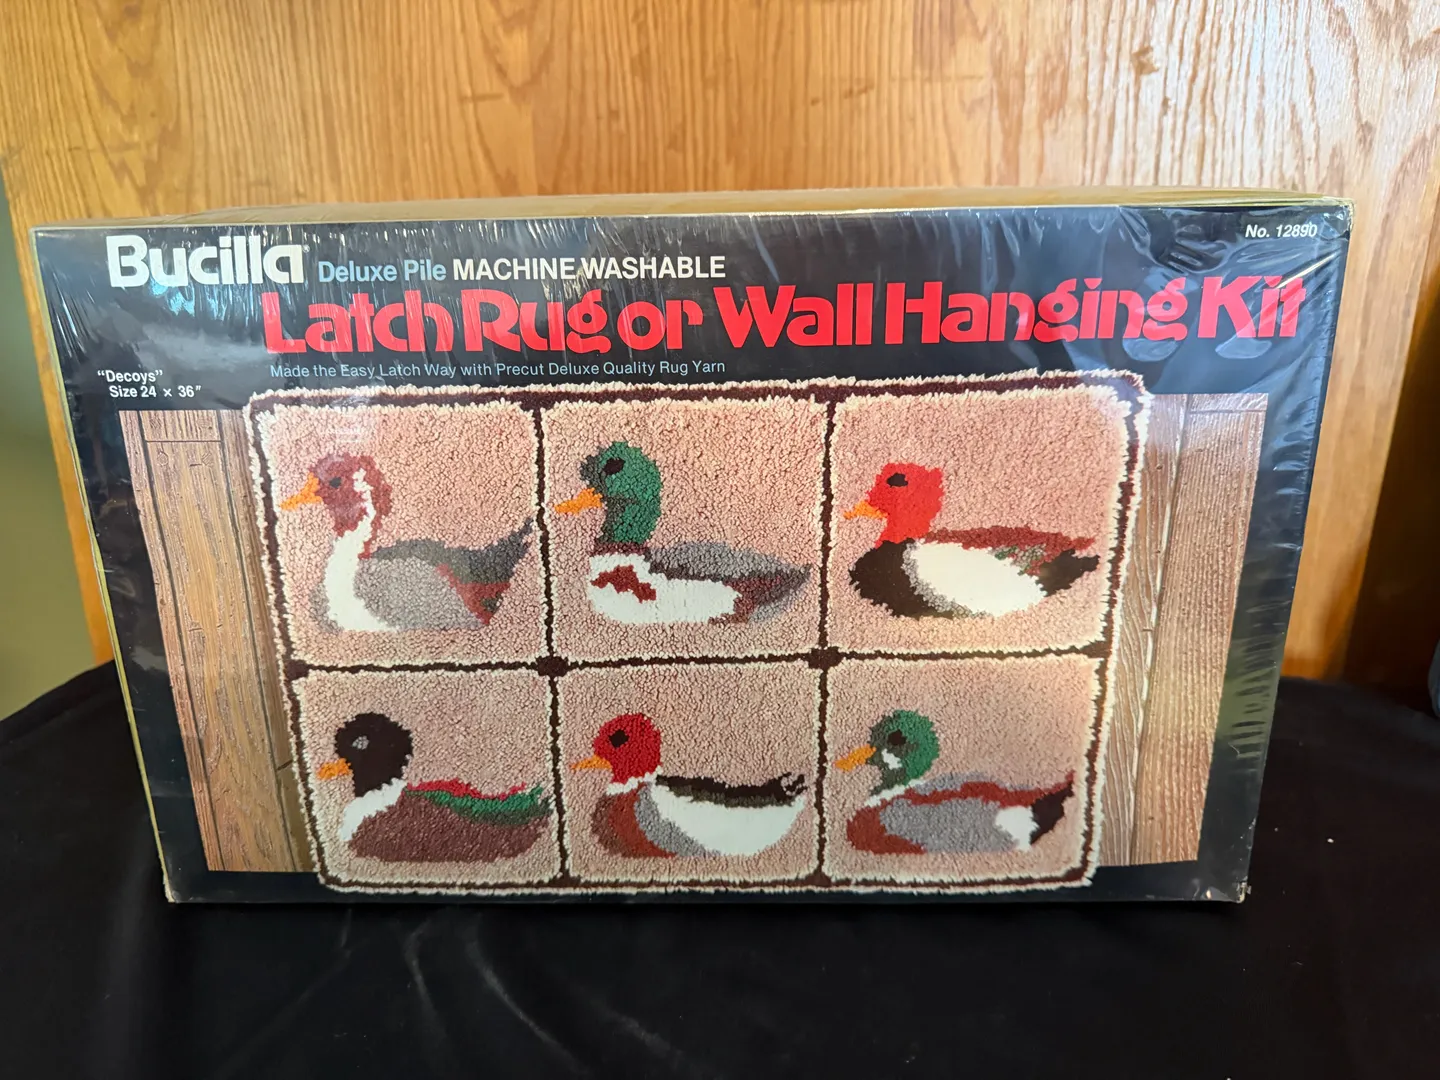 Bucilla®
Deluxe Pile MACHINE WASHABLE
No. 12890
Latch Rug or Wall Hanging Kit
Made the Easy Latch Way with Precut Deluxe Quality Rug Yarn
“Decoys”
Size 24 x 36”